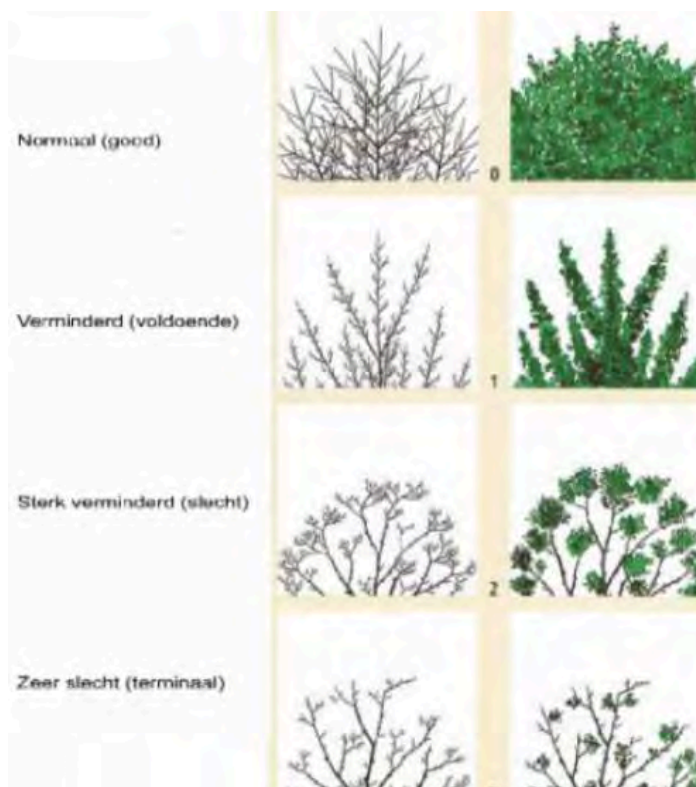 Normaal (goed)
0
Verminderd (voldoende)
1
Sterk verminderd (slecht)
2
Zeer slecht (terminaal)